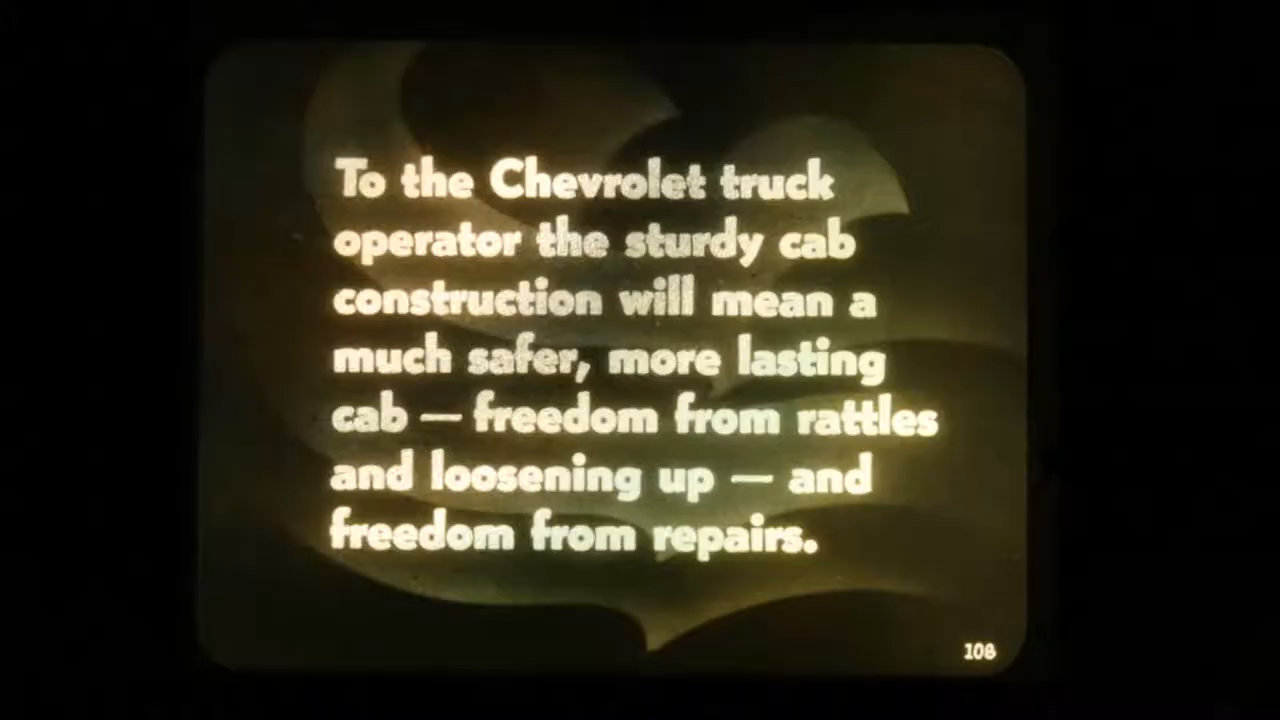 To the Chevrolet truck
operator the sturdy cab
construction will mean a
much safer, more lasting
cab — freedom from rattles
and loosening up — and
freedom from repairs.
108